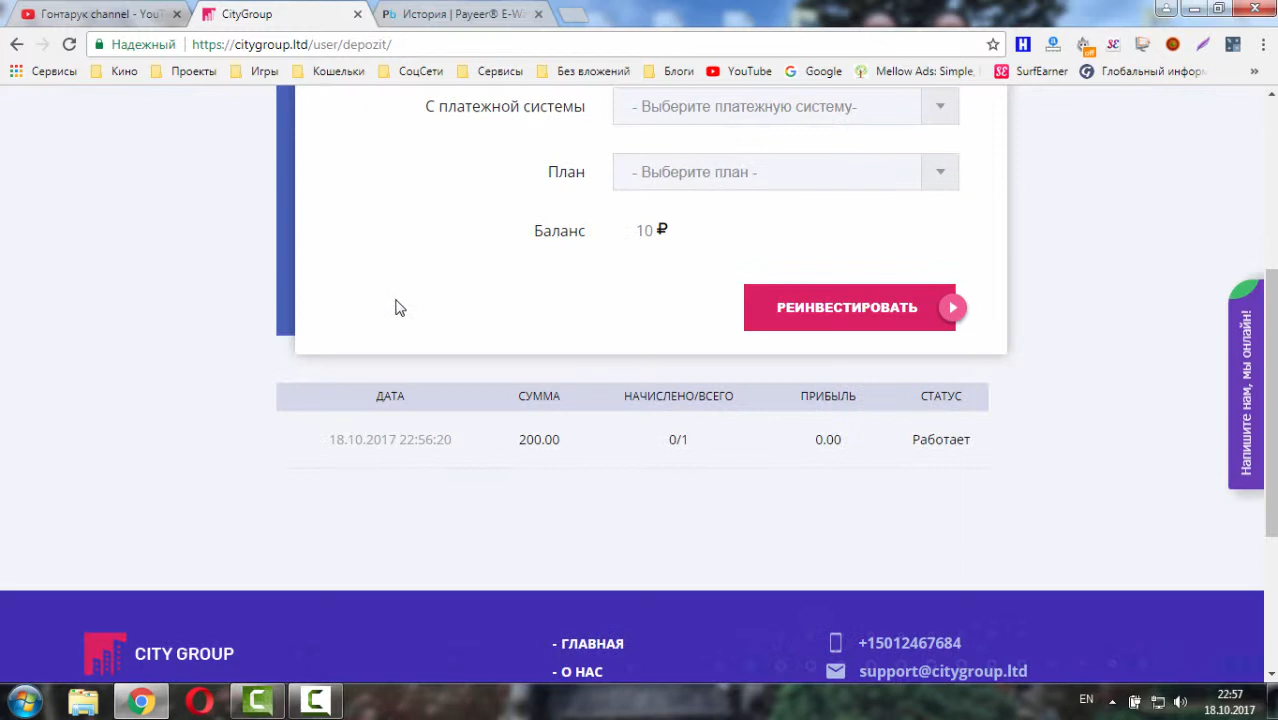 Гонтарук channel - YouT
CityGroup
История | Payeer® E-Wa
Надежный
https://citygroup.ltd/user/depozit/
Сервисы
Кино
Проекты
Игры
Кошельки
СоцСети
Сервисы
Без вложений
Блоги
YouTube
Google
Mellow Ads: Simple,
SurfEarner
Глобальный инфор
С платежной системы
- Выберите платежную систему-
План
- Выберите план -
Баланс
10 ₽
РЕИНВЕСТИРОВАТЬ
ДАТА СУММА НАЧИСЛЕНО/ВСЕГО ПРИБЫЛЬ СТАТУС
18.10.2017 22:56:20 200.00 0/1 0.00 Работает
Напишите нам, мы онлайн!
CITY GROUP
- ГЛАВНАЯ
- О НАС
+15012467684
support@citygroup.ltd
EN
22:57
18.10.2017